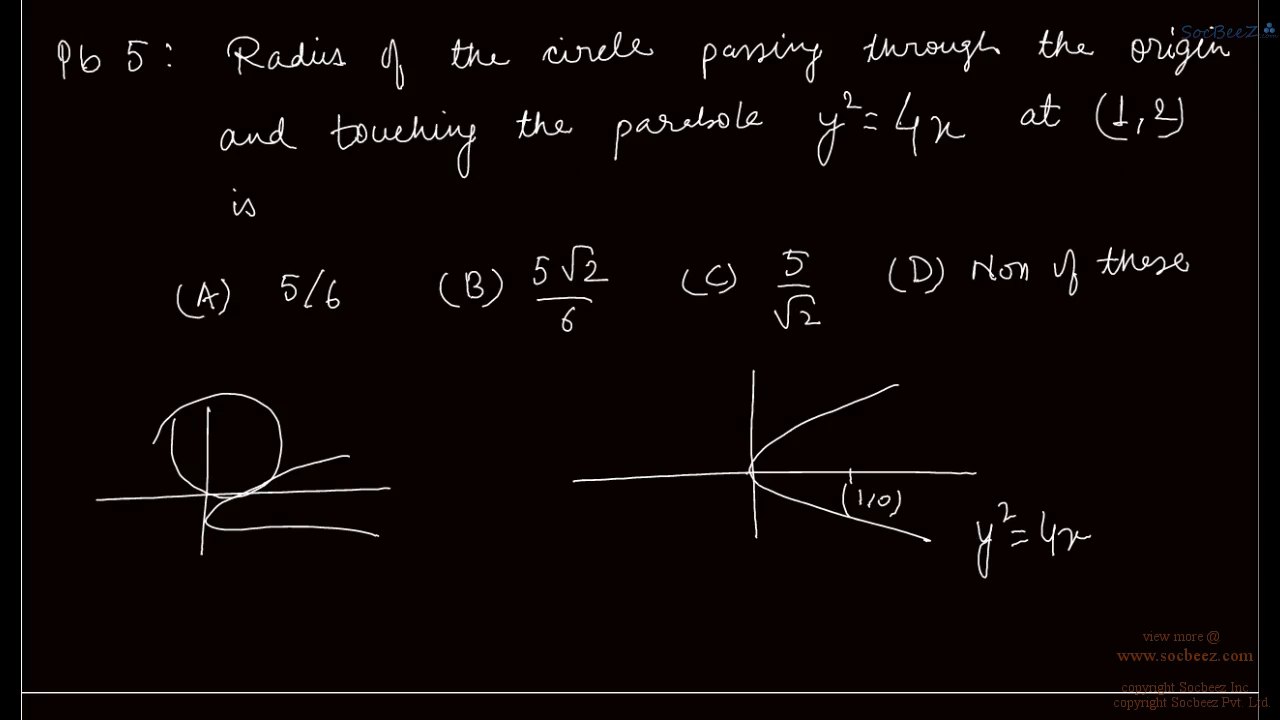 SocBeeZ
Pb 5: Radius of the circle passing through the origin
and touching the parabole y² = 4x at (1, 2)
is
(A) 5/6 (B) 5√2/6 (C) 5/√2 (D) Non of these
(1,0)
y² = 4x
view more @
www.socbeez.com
copyright Socbeez Inc
copyright Socbeez Pvt. Ltd.